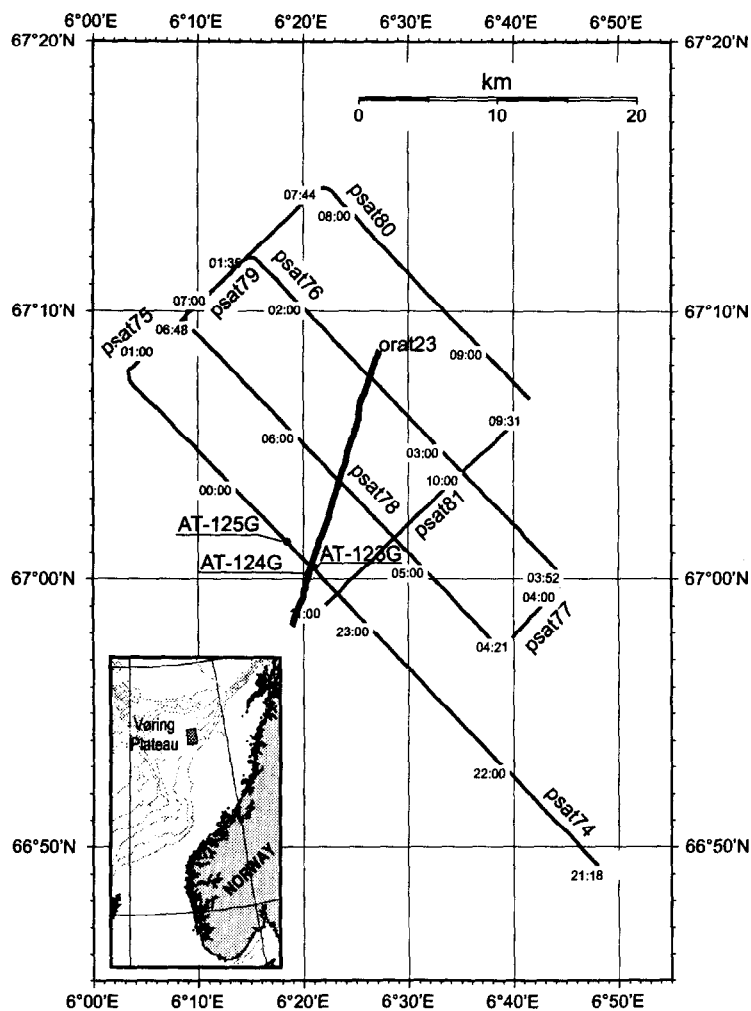 6°00'E 6°10'E 6°20'E 6°30'E 6°40'E 6°50'E
67°20'N 67°20'N
km
0 10 20
07:44
08:00
psat80
01:36
psat76
07:00
psat79
02:00
67°10'N 67°10'N
psat75
06:48
01:00
orat23
09:00
09:31
06:00
03:00
10:00
00:00
psat78
psat81
AT-125G
AT-124G
AT-123G
05:00
67°00'N 67°00'N
03:52
04:00
psat77
23:00
04:21
Vøring
Plateau
NORWAY
22:00
psat74
66°50'N 66°50'N
21:18
6°00'E 6°10'E 6°20'E 6°30'E 6°40'E 6°50'E